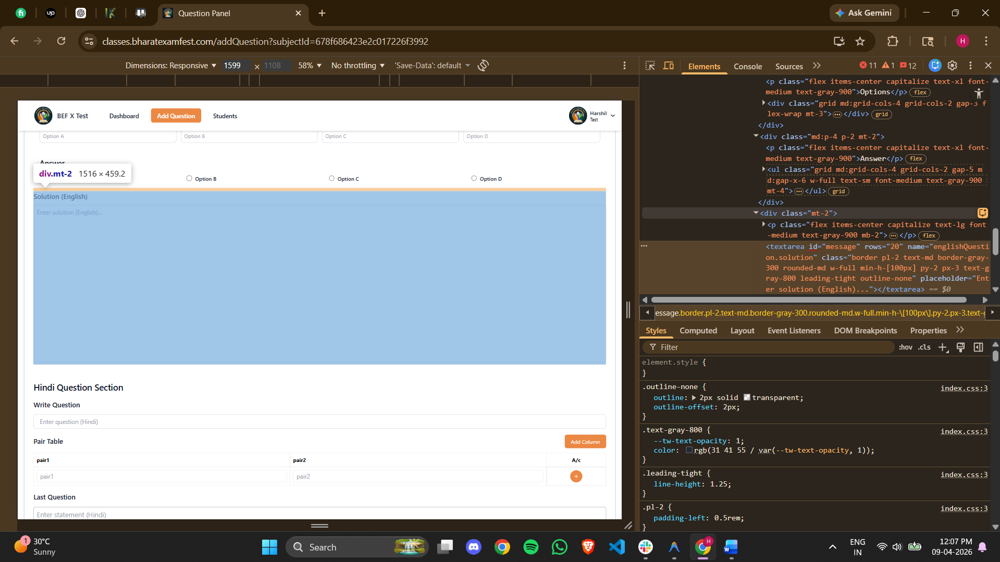 Question Panel
Ask Gemini
classes.bharatexamfest.com/addQuestion?subjectId=678f686423e2c017226f3992
H
Dimensions: Responsive 1599 × 1108 58% No throttling 'Save-Data': default
Elements Console Sources 11 1 12
BEF X Test Dashboard Add Question Students Harshil Test
Option A Option B Option C Option D
Answer
div.mt-2 1516 × 459.2
Option B Option C Option D
Solution (English)
Enter solution (English)...
Hindi Question Section
Write Question
Enter question (Hindi)
Pair Table Add Column
pair1 pair2 A/c
pair1 pair2 +
Last Question
Enter statement (Hindi)
<p class="flex items-center capitalize text-xl font-
medium text-gray-900">Options</p> flex
<div class="grid md:grid-cols-4 grid-cols-2 gap-3 f
lex-wrap mt-3"> … </div> grid
</div>
<div class="md:p-4 p-2 mt-2">
<p class="flex items-center capitalize text-xl font-
medium text-gray-900">Answer</p> flex
<ul class="grid md:grid-cols-4 grid-cols-2 gap-5 m
d:gap-x-6 w-full text-sm font-medium text-gray-900
mt-4"> … </ul> grid
</div>
<div class="mt-2">
<p class="flex items-center capitalize text-lg font
-medium text-gray-900 mb-2"> … </p> flex
<textarea id="message" rows="20" name="englishQuesti
on.solution" class="border pl-2 text-md border-gray-
300 rounded-md w-full min-h-[100px] py-2 px-3 text-g
ray-800 leading-tight outline-none" placeholder="Ent
er solution (English)..."></textarea> == $0
essage.border.pl-2.text-md.border-gray-300.rounded-md.w-full.min-h-\[100px\].py-2.px-3.text-g
Styles Computed Layout Event Listeners DOM Breakpoints Properties
Filter :hov .cls
element.style {
}
.outline-none { index.css:3
outline: 2px solid transparent;
outline-offset: 2px;
}
.text-gray-800 { index.css:3
--tw-text-opacity: 1;
color: rgb(31 41 55 / var(--tw-text-opacity, 1));
}
.leading-tight { index.css:3
line-height: 1.25;
}
.pl-2 { index.css:3
padding-left: 0.5rem;
}
1 30°C
Sunny
Search
ENG
IN
12:07 PM
09-04-2026